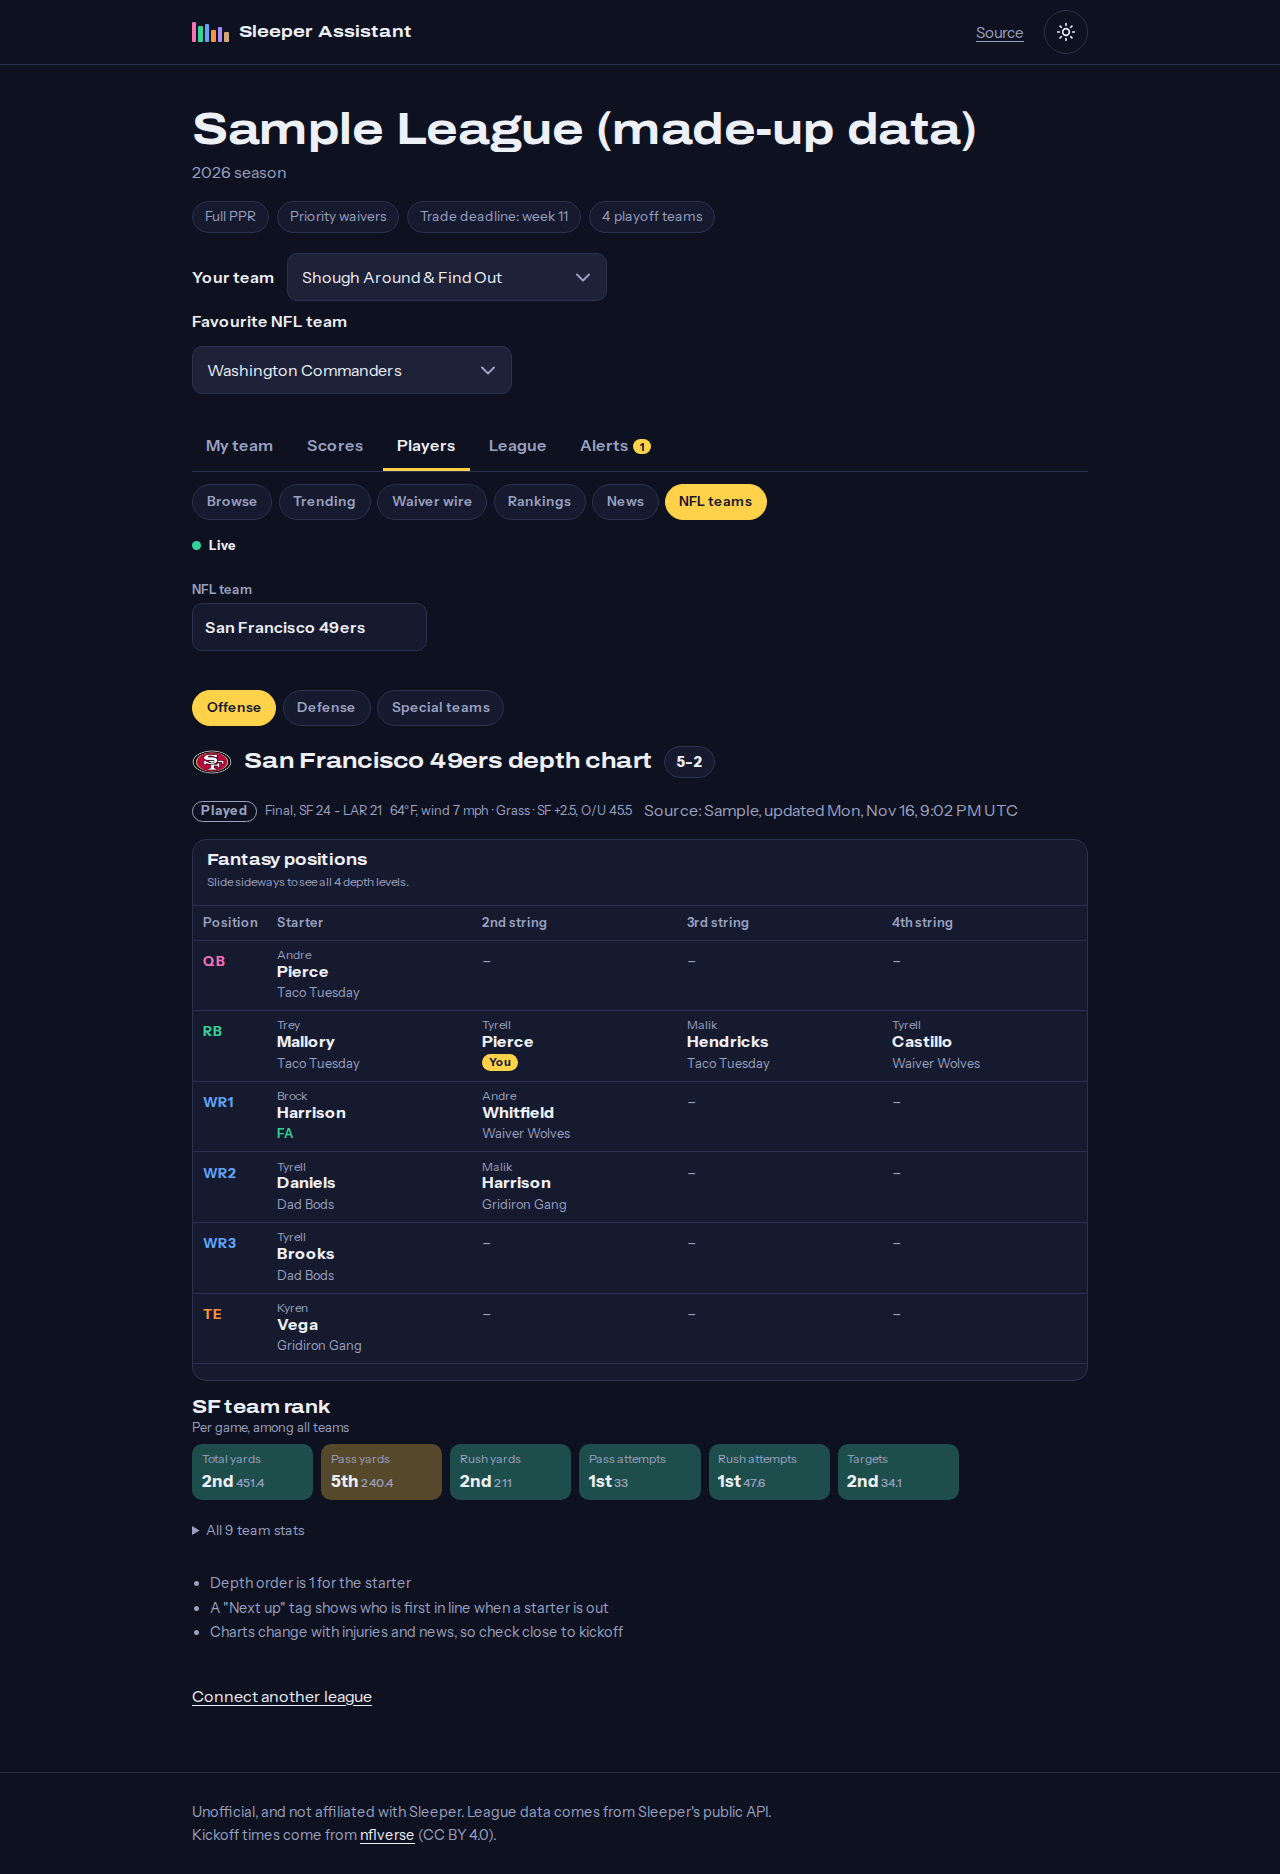 Sleeper Assistant
Source
Sample League (made-up data)
2026 season
Full PPR
Priority waivers
Trade deadline: week 11
4 playoff teams
Your team
Shough Around & Find Out
Favourite NFL team
Washington Commanders
My team
Scores
Players
League
Alerts 1
Browse
Trending
Waiver wire
Rankings
News
NFL teams
Live
NFL team
San Francisco 49ers
Offense
Defense
Special teams
SF
San Francisco 49ers depth chart
5-2
Played
Final, SF 24 - LAR 21
64°F, wind 7 mph · Grass · SF +2.5, O/U 45.5
Source: Sample, updated Mon, Nov 16, 9:02 PM UTC
Fantasy positions
Slide sideways to see all 4 depth levels.
Position Starter 2nd string 3rd string 4th string
QB
Andre
Pierce
Taco Tuesday
–
–
–
RB
Trey
Mallory
Taco Tuesday
Tyrell
Pierce
You
Malik
Hendricks
Taco Tuesday
Tyrell
Castillo
Waiver Wolves
WR1
Brock
Harrison
FA
Andre
Whitfield
Waiver Wolves
–
–
WR2
Tyrell
Daniels
Dad Bods
Malik
Harrison
Gridiron Gang
–
–
WR3
Tyrell
Brooks
Dad Bods
–
–
–
TE
Kyren
Vega
Gridiron Gang
–
–
–
SF team rank
Per game, among all teams
Total yards
2nd 451.4
Pass yards
5th 240.4
Rush yards
2nd 211
Pass attempts
1st 33
Rush attempts
1st 47.6
Targets
2nd 34.1
All 9 team stats
• Depth order is 1 for the starter
• A "Next up" tag shows who is first in line when a starter is out
• Charts change with injuries and news, so check close to kickoff
Connect another league
Unofficial, and not affiliated with Sleeper. League data comes from Sleeper's public API.
Kickoff times come from nflverse (CC BY 4.0).